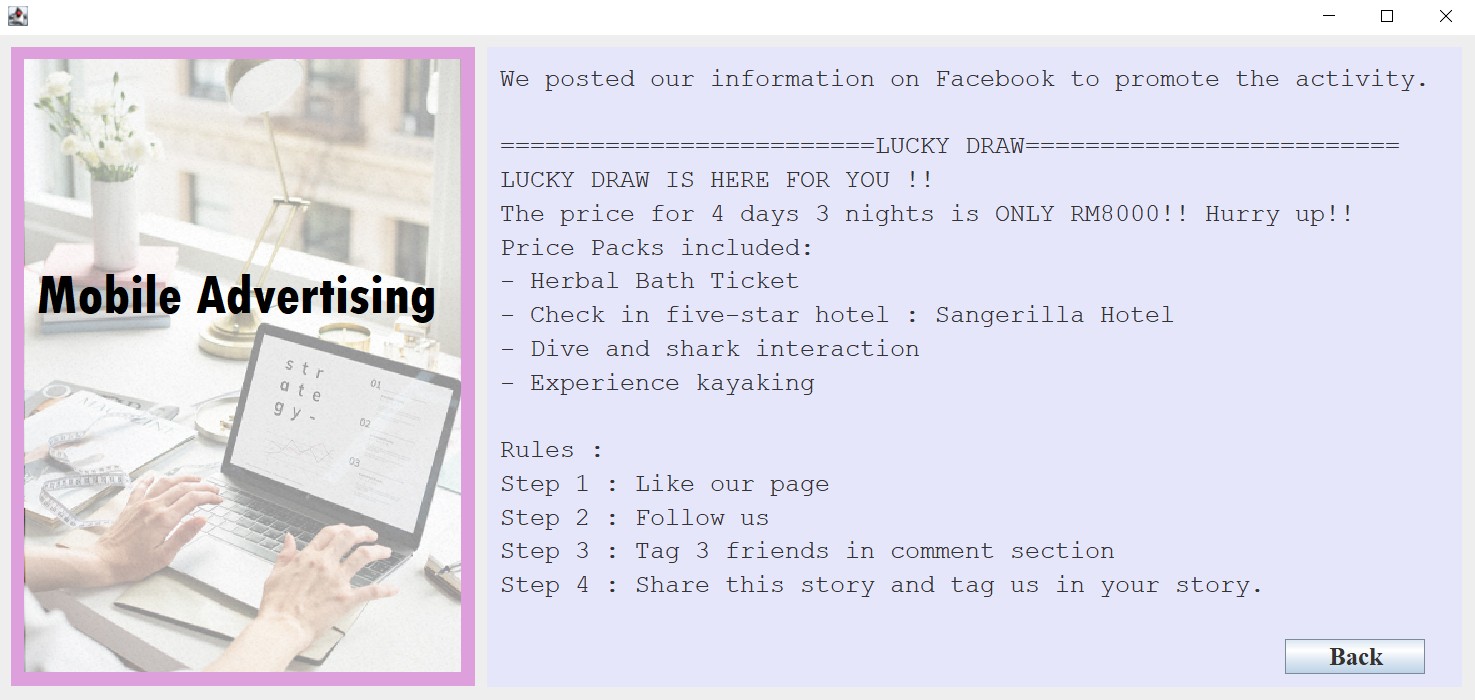 Mobile Advertising
s t r
a t e
g y -
01
02
03
We posted our information on Facebook to promote the activity.
=========================LUCKY DRAW=========================
LUCKY DRAW IS HERE FOR YOU !!
The price for 4 days 3 nights is ONLY RM8000!! Hurry up!!
Price Packs included:
- Herbal Bath Ticket
- Check in five-star hotel : Sangerilla Hotel
- Dive and shark interaction
- Experience kayaking
Rules :
Step 1 : Like our page
Step 2 : Follow us
Step 3 : Tag 3 friends in comment section
Step 4 : Share this story and tag us in your story.
Back